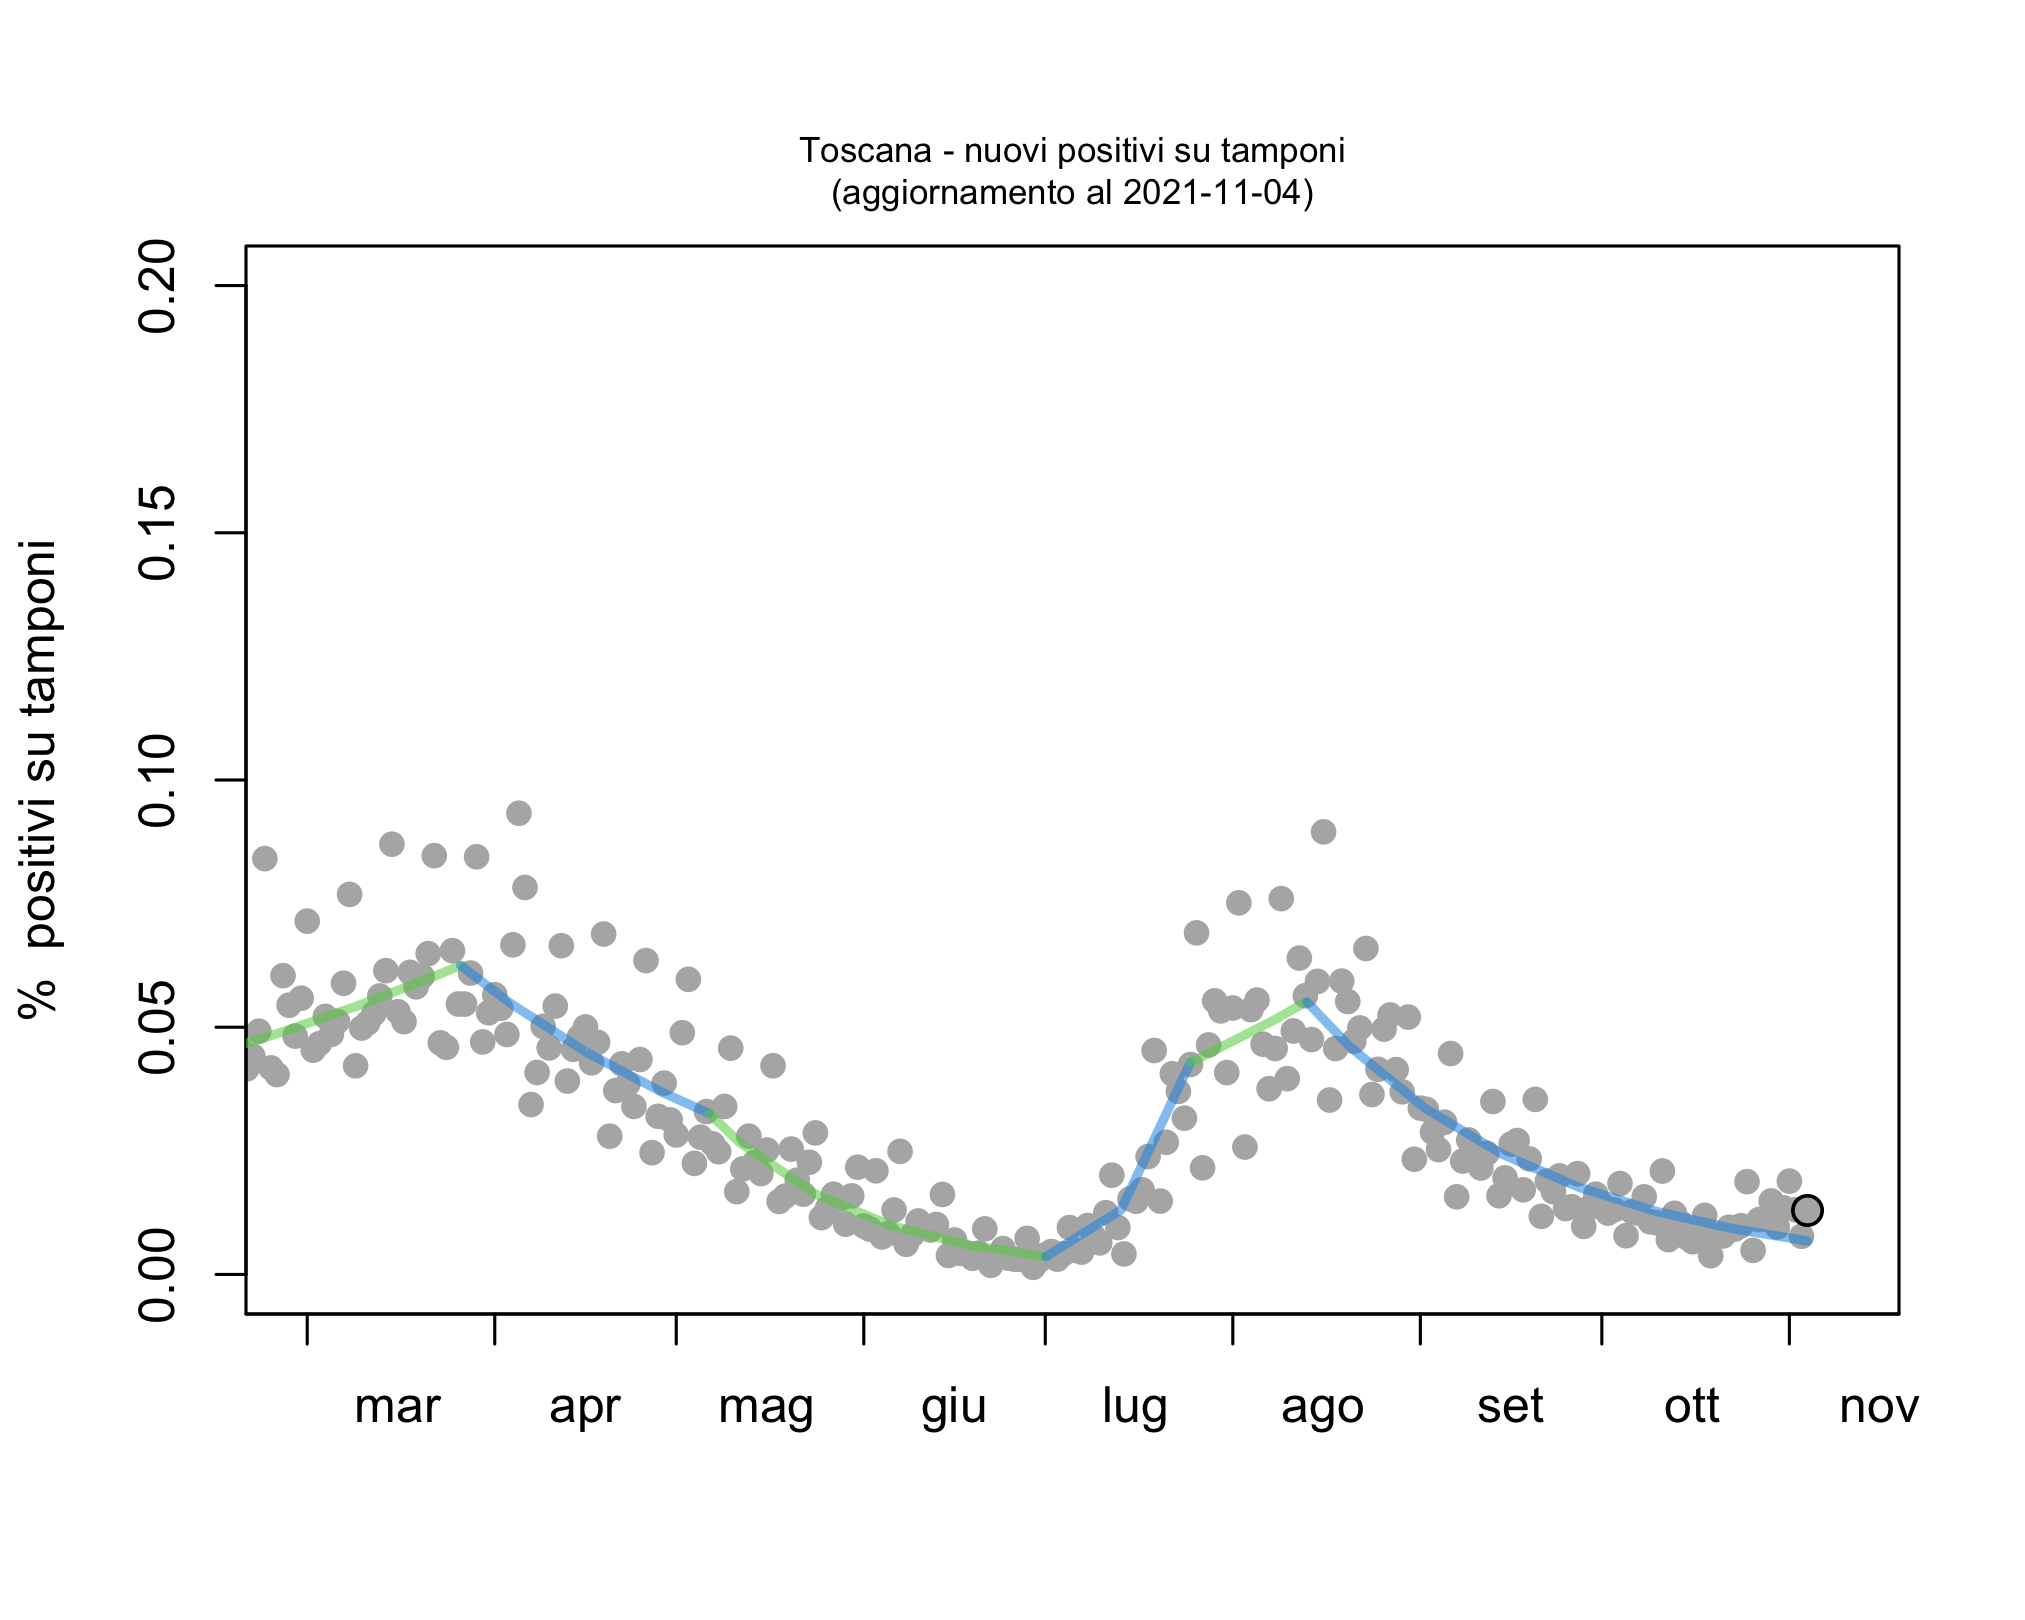 Toscana - nuovi positivi su tamponi
(aggiornamento al 2021-11-04)
% positivi su tamponi
0.20
0.15
0.10
0.05
0.00
mar
apr
mag
giu
lug
ago
set
ott
nov